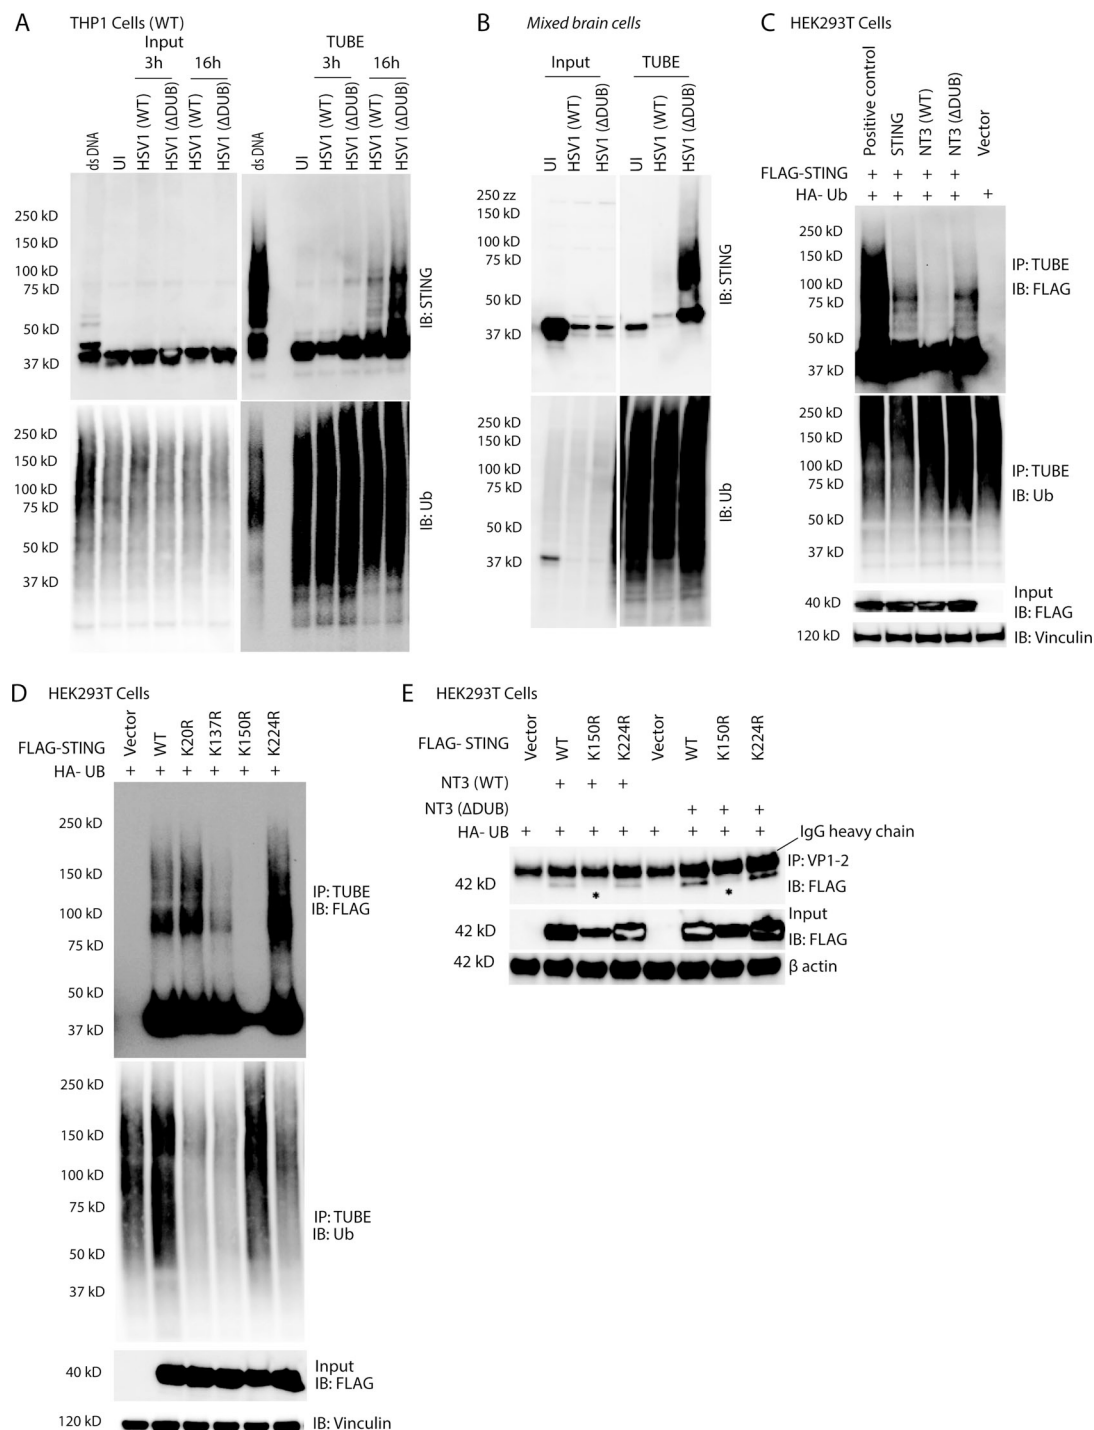 A THP1 Cells (WT)
Input TUBE
3h 16h 3h 16h
ds DNA UI HSV1 (WT) HSV1 (ΔDUB) HSV1 (WT) HSV1 (ΔDUB) ds DNA UI HSV1 (WT) HSV1 (ΔDUB) HSV1 (WT) HSV1 (ΔDUB)
250 kD
150 kD
100 kD
75 kD
50 kD
37 kD
IB: STING
250 kD
150 kD
100 kD
75 kD
50 kD
37 kD
IB: Ub
B Mixed brain cells
Input TUBE
UI HSV1 (WT) HSV1 (ΔDUB) UI HSV1 (WT) HSV1 (ΔDUB)
250 zz
150 kD
100 kD
75 kD
50 kD
37 kD
IB: STING
250 kD
150 kD
100 kD
75 kD
50 kD
37 kD
IB: Ub
C HEK293T Cells
Positive control STING NT3 (WT) NT3 (ΔDUB) Vector
FLAG-STING + + + +
HA- Ub + + + + +
250 kD
150 kD
100 kD
75 kD
50 kD
37 kD
IP: TUBE
IB: FLAG
250 kD
150 kD
100 kD
75 kD
50 kD
37 kD
IP: TUBE
IB: Ub
40 kD
Input
IB: FLAG
120 kD IB: Vinculin
D HEK293T Cells
FLAG-STING Vector WT K20R K137R K150R K224R
HA- UB + + + + + +
250 kD
150 kD
100 kD
75 kD
50 kD
37 kD
IP: TUBE
IB: FLAG
250 kD
150 kD
100 kD
75 kD
50 kD
37 kD
IP: TUBE
IB: Ub
40 kD
Input
IB: FLAG
120 kD IB: Vinculin
E HEK293T Cells
FLAG- STING Vector WT K150R K224R Vector WT K150R K224R
NT3 (WT) + + +
NT3 (ΔDUB) + + +
HA- UB + + + + + + + +
IgG heavy chain
IP: VP1-2
42 kD IB: FLAG
* *
Input
42 kD IB: FLAG
42 kD β actin